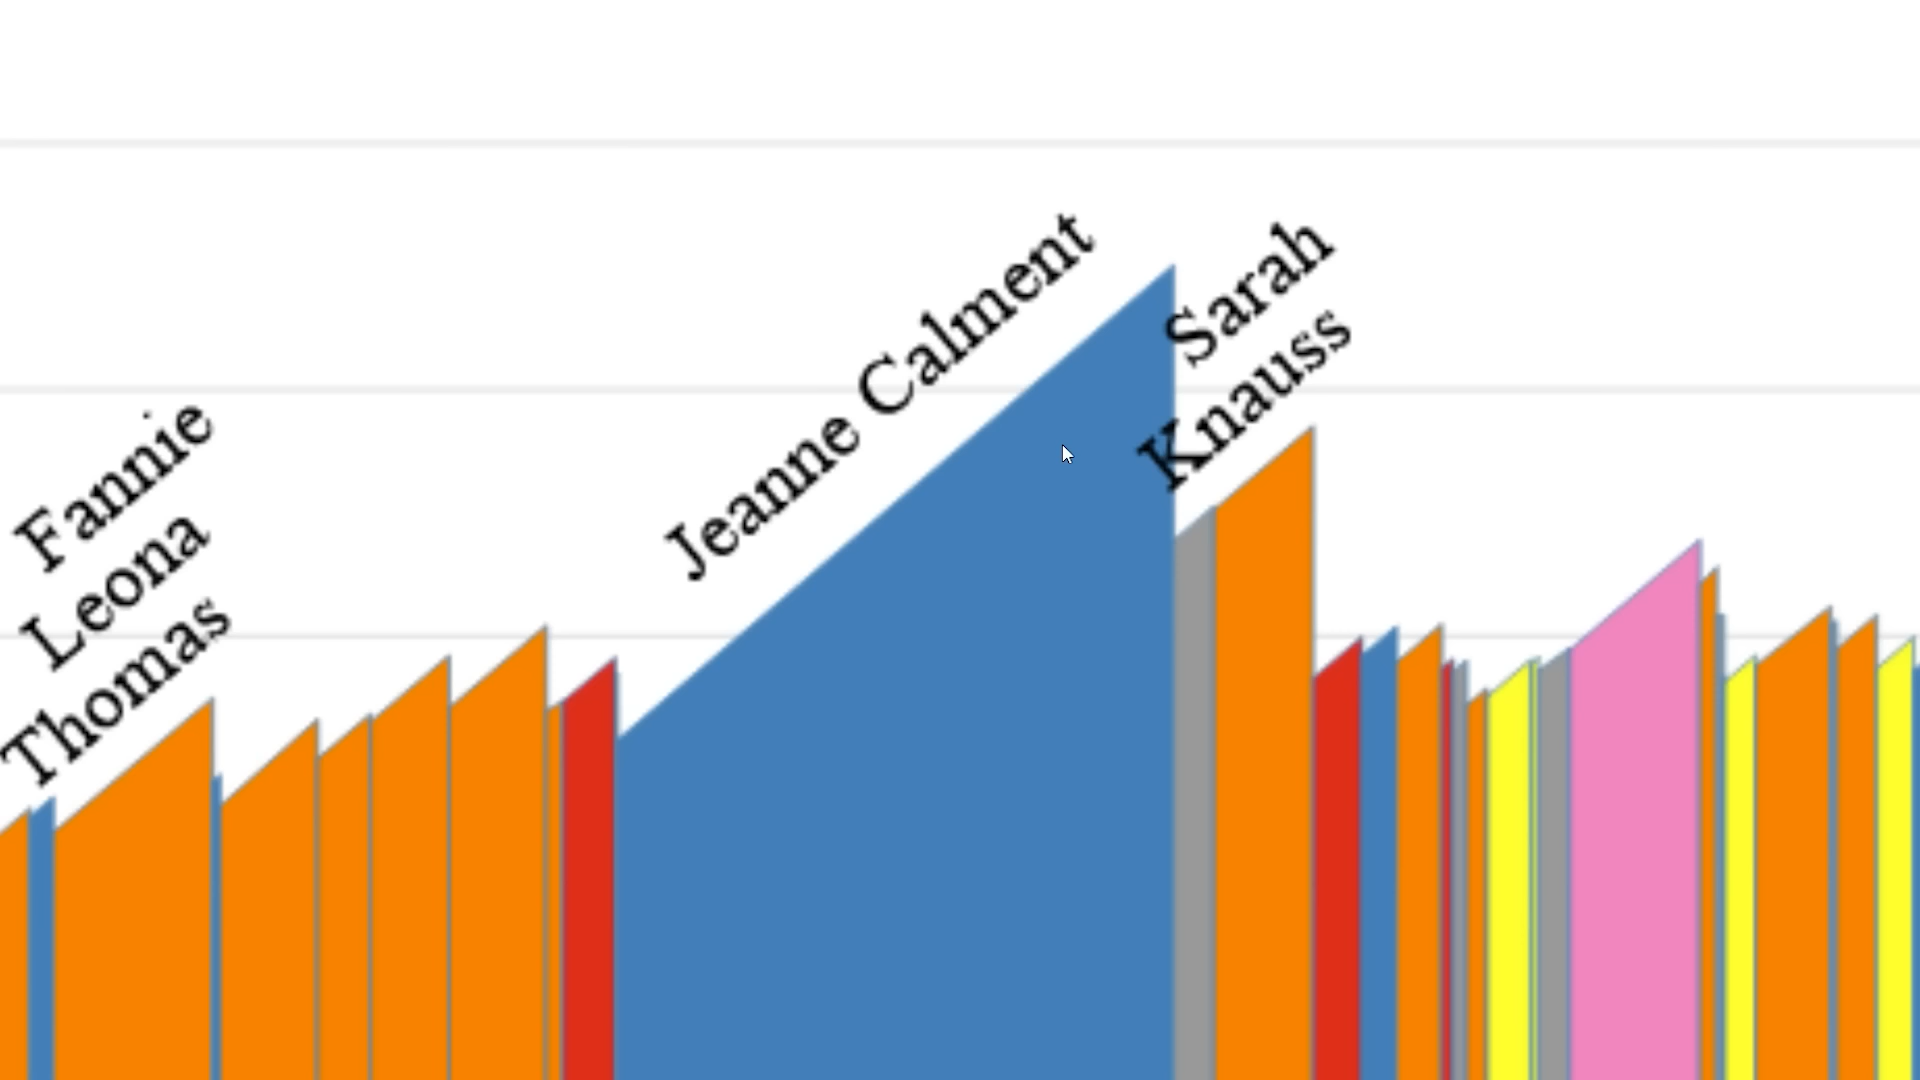 Fannie
Leona
Thomas
Jeanne Calment
Sarah
Knauss